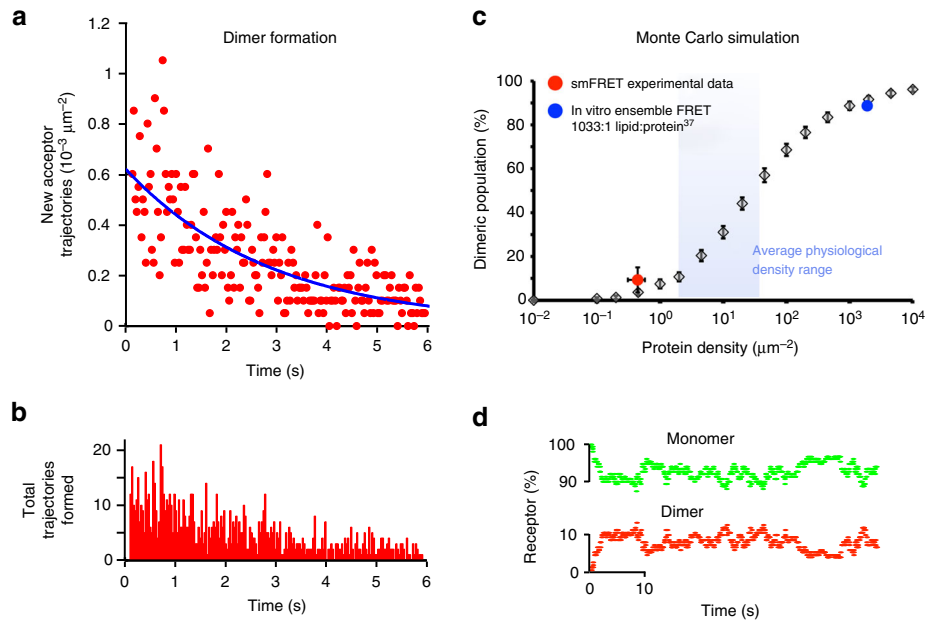 a
Dimer formation
New acceptor
trajectories (10⁻³ μm⁻²)
1.2
1
0.8
0.6
0.4
0.2
0
0 1 2 3 4 5 6
Time (s)
b
Total
trajectories
formed
20
10
0
0 1 2 3 4 5 6
Time (s)
c
Monte Carlo simulation
smFRET experimental data
In vitro ensemble FRET
1033:1 lipid:protein³⁷
Average physiological
density range
Dimeric population (%)
100
80
60
40
20
0
10⁻² 10⁻¹ 10⁰ 10¹ 10² 10³ 10⁴
Protein density (μm⁻²)
d
Receptor (%)
100
Monomer
90
Dimer
10
0
0 10
Time (s)